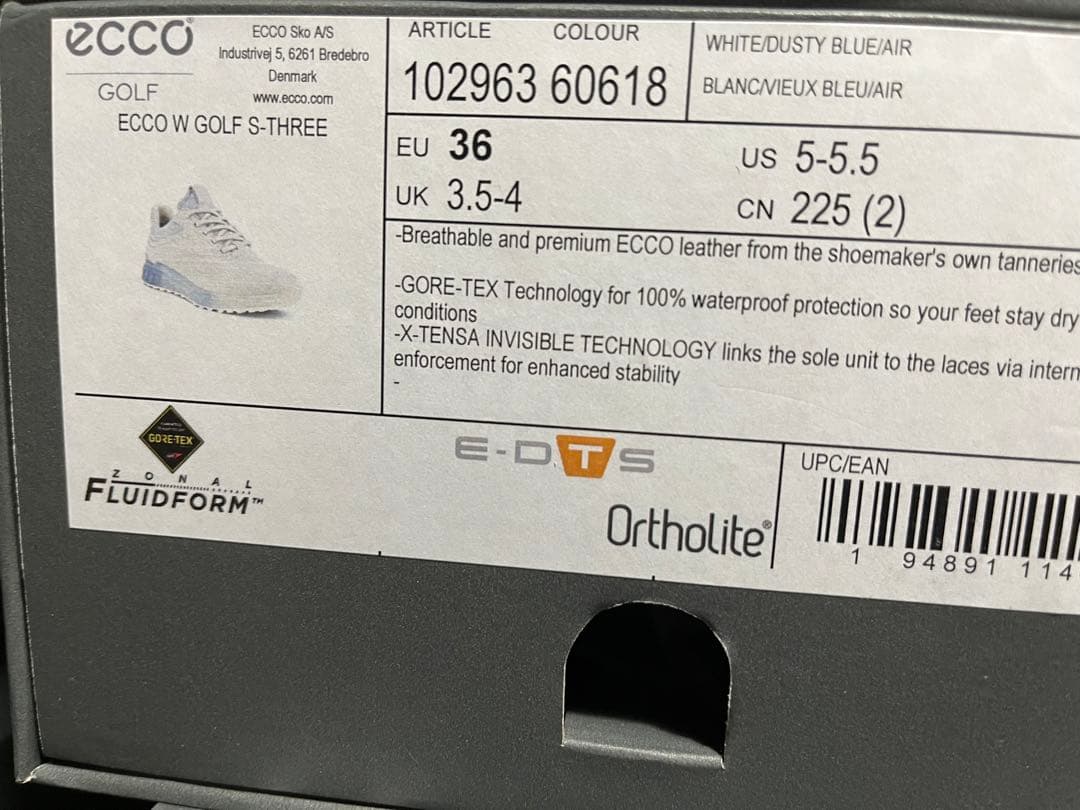 ecco
GOLF
ECCO Sko A/S
Industrivej 5, 6261 Bredebro
Denmark
www.ecco.com
ECCO W GOLF S-THREE
ARTICLE COLOUR
102963 60618
WHITE/DUSTY BLUE/AIR
BLANC/VIEUX BLEU/AIR
EU 36
US 5-5.5
UK 3.5-4
CN 225 (2)
-Breathable and premium ECCO leather from the shoemaker's own tanneries
-GORE-TEX Technology for 100% waterproof protection so your feet stay dry
conditions
-X-TENSA INVISIBLE TECHNOLOGY links the sole unit to the laces via intern
enforcement for enhanced stability
-
GORE-TEX
ZONAL
FLUIDFORM™
E-DTS
Ortholite®
UPC/EAN
1 94891 114